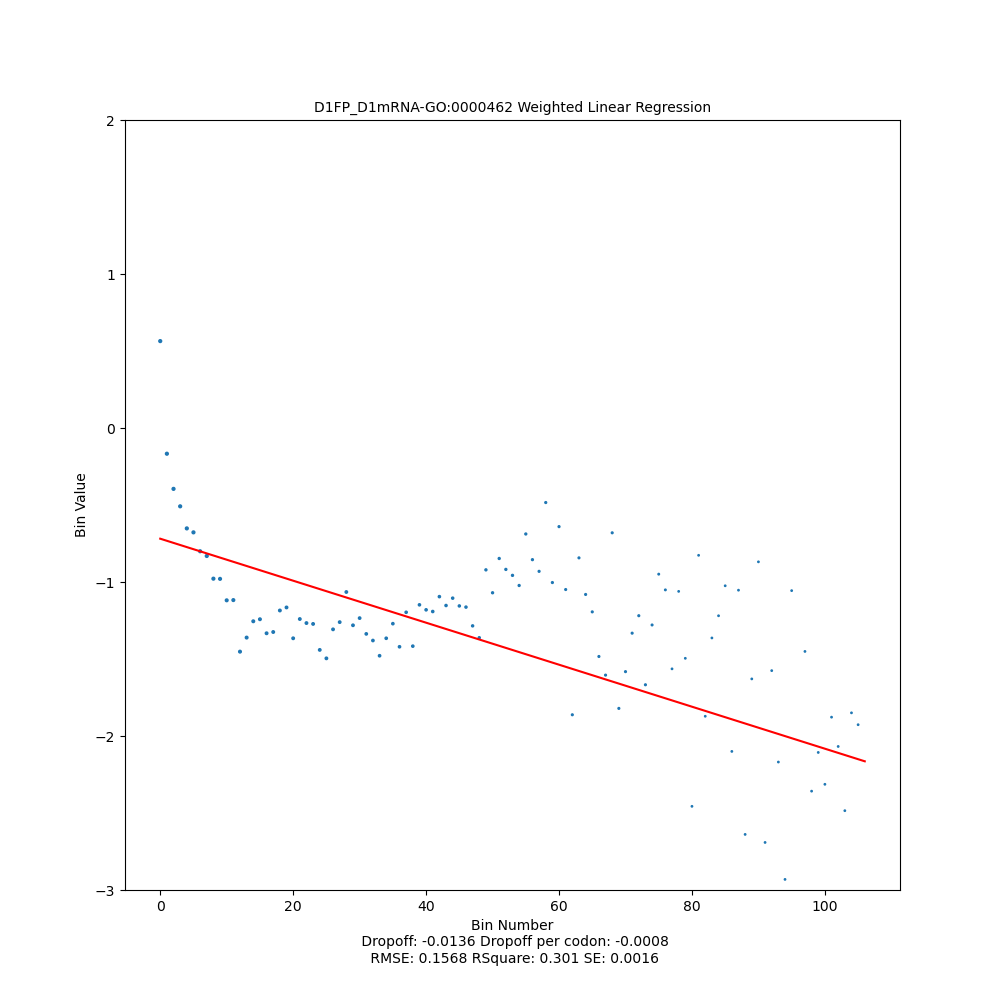 D1FP_D1mRNA-GO:0000462 Weighted Linear Regression
2
1
0
−1
−2
−3
Bin Value
0 20 40 60 80 100
Bin Number
Dropoff: -0.0136 Dropoff per codon: -0.0008
RMSE: 0.1568 RSquare: 0.301 SE: 0.0016